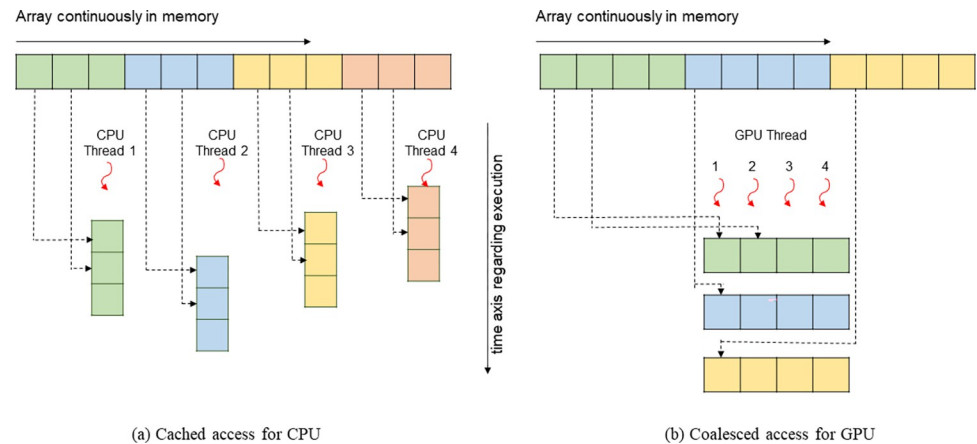 Array continuously in memory
CPU
Thread 1
CPU
Thread 2
CPU
Thread 3
CPU
Thread 4
time axis regarding execution
(a) Cached access for CPU
Array continuously in memory
GPU Thread
1 2 3 4
(b) Coalesced access for GPU